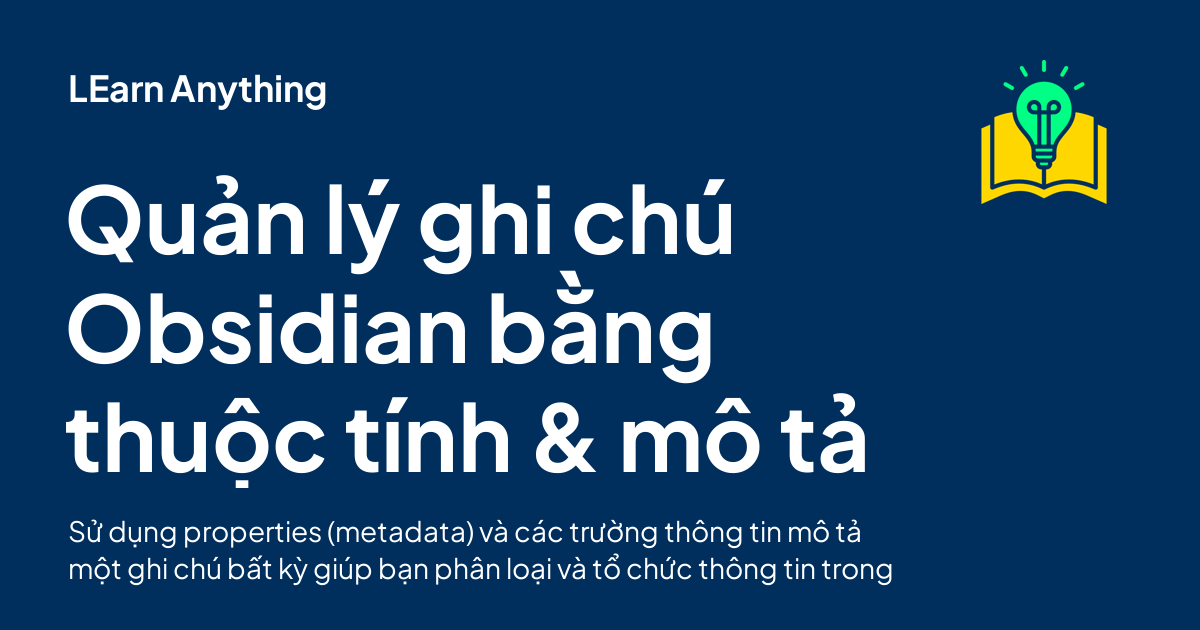 LEarn Anything
Quản lý ghi chú
Obsidian bằng
thuộc tính & mô tả
Sử dụng properties (metadata) và các trường thông tin mô tả
một ghi chú bất kỳ giúp bạn phân loại và tổ chức thông tin trong